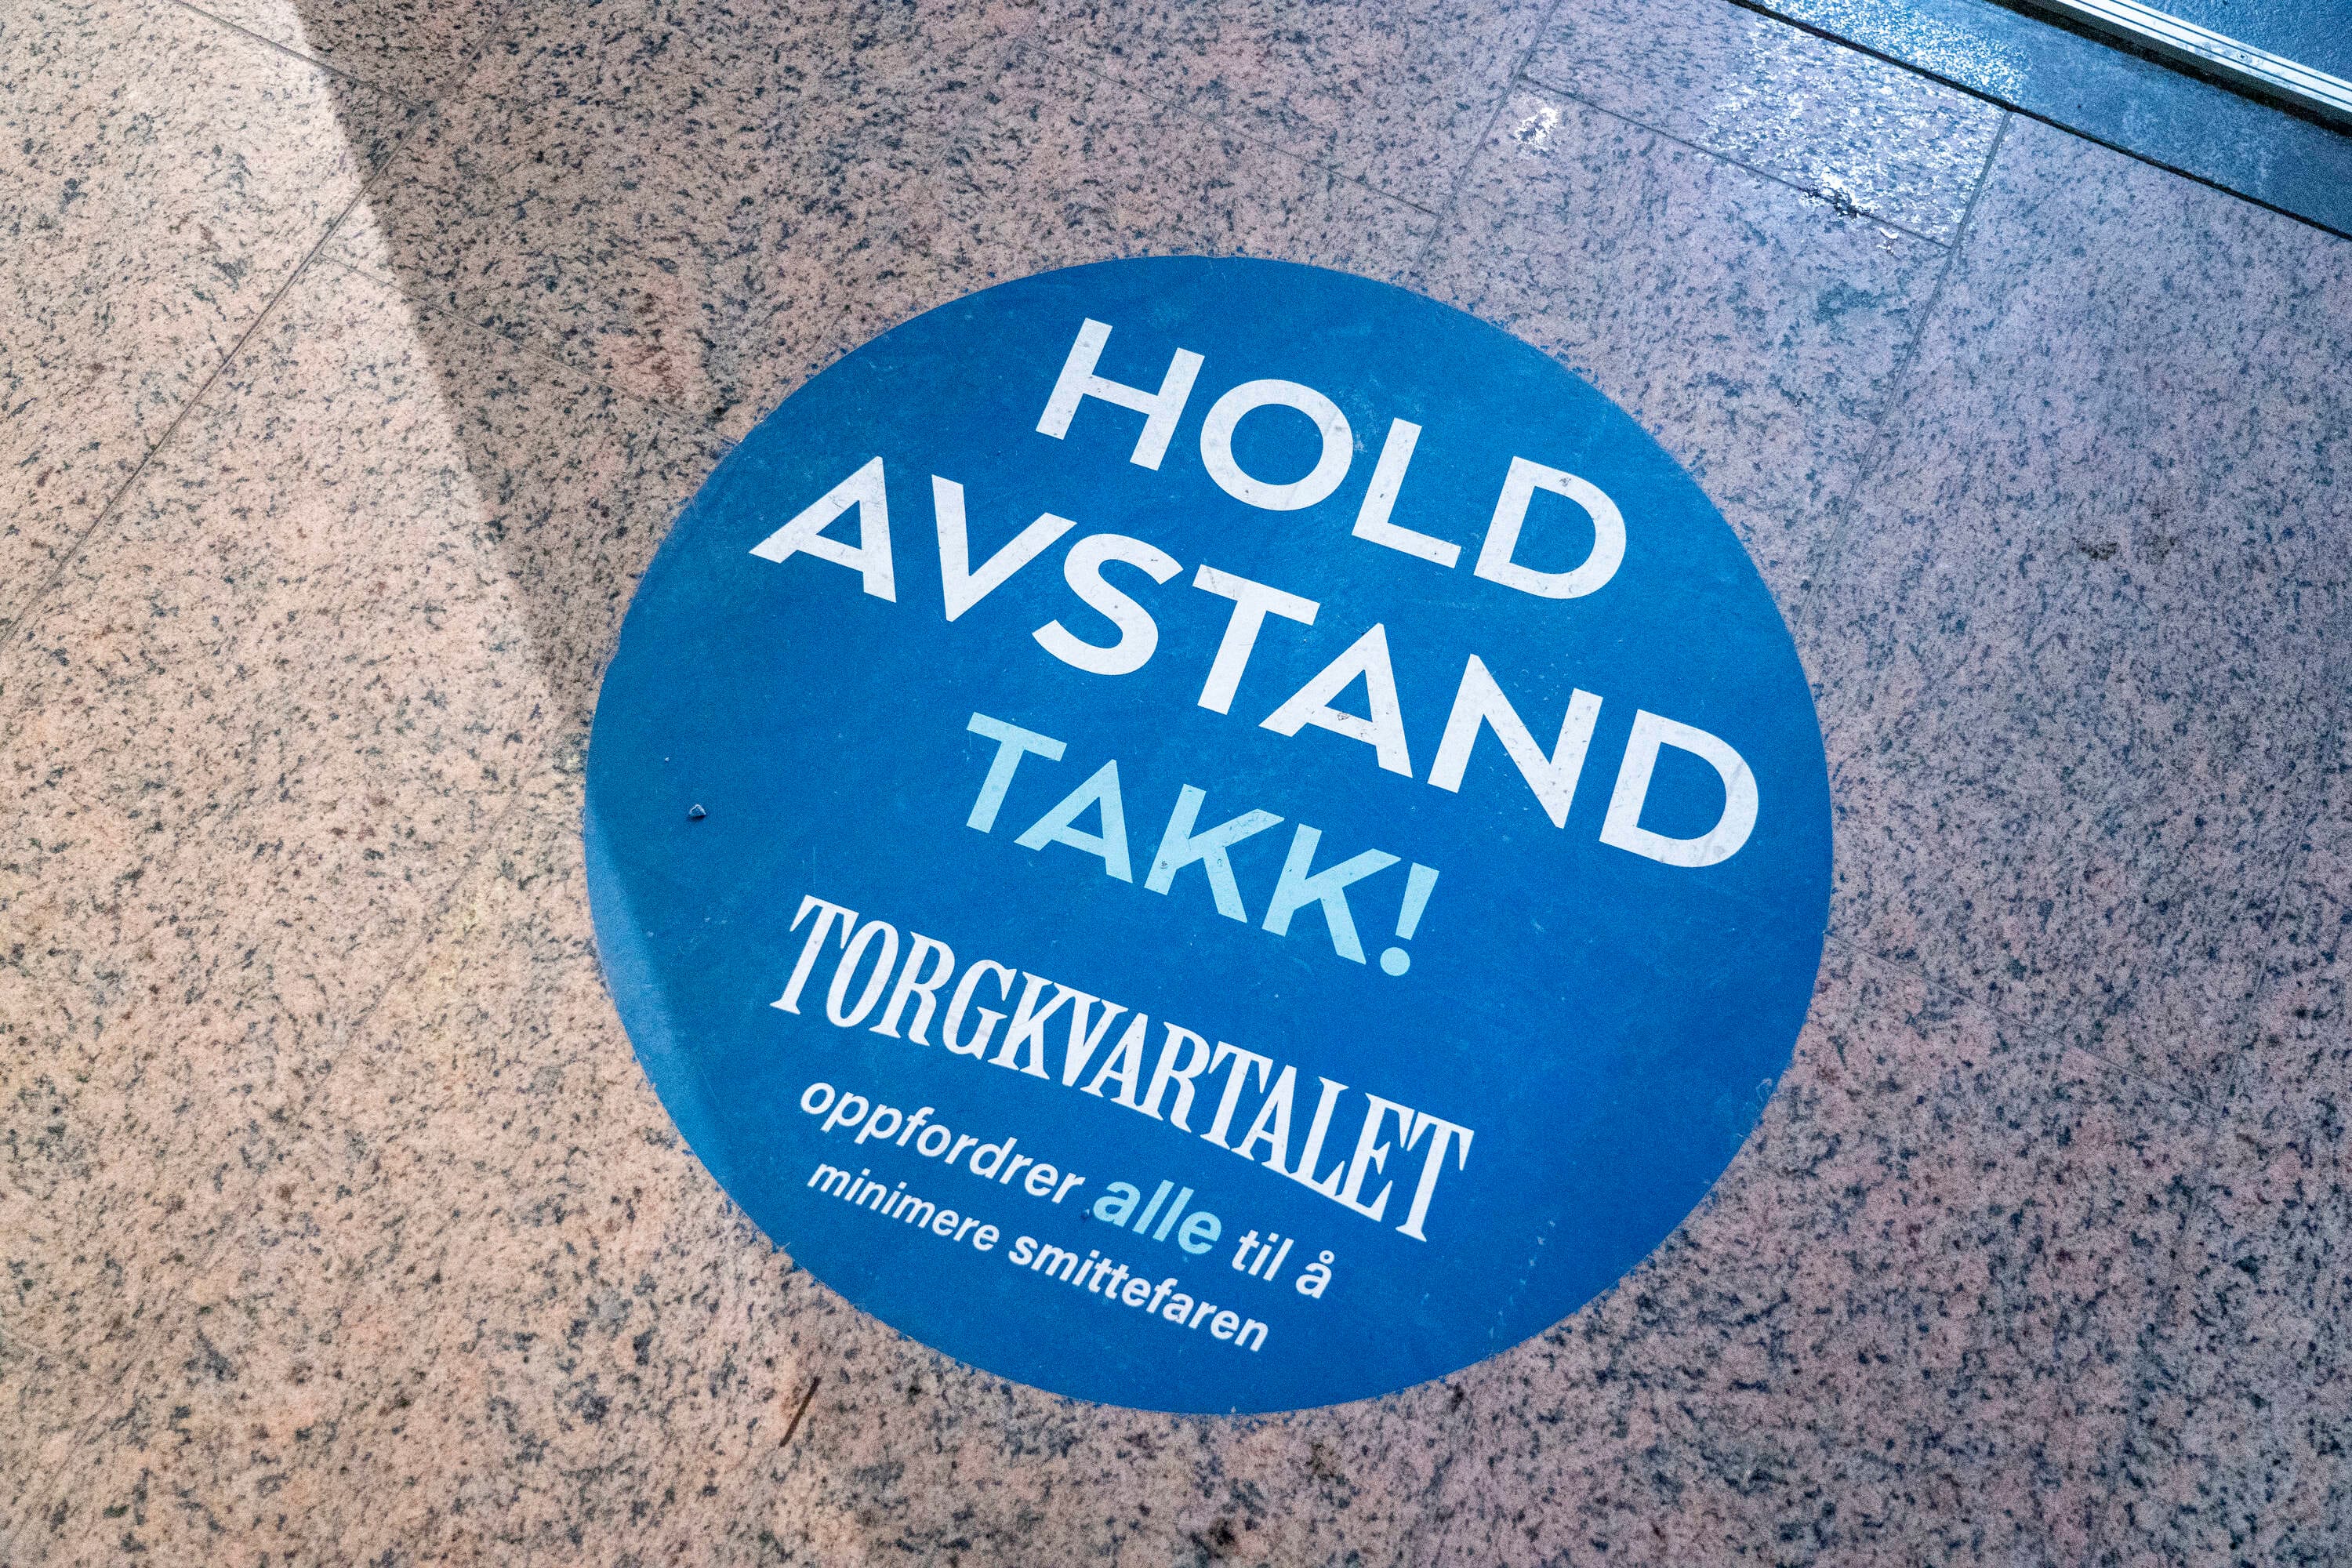 HOLD
AVSTAND
TAKK!
TORGKVARTALET
oppfordrer alle til å
minimere smittefaren